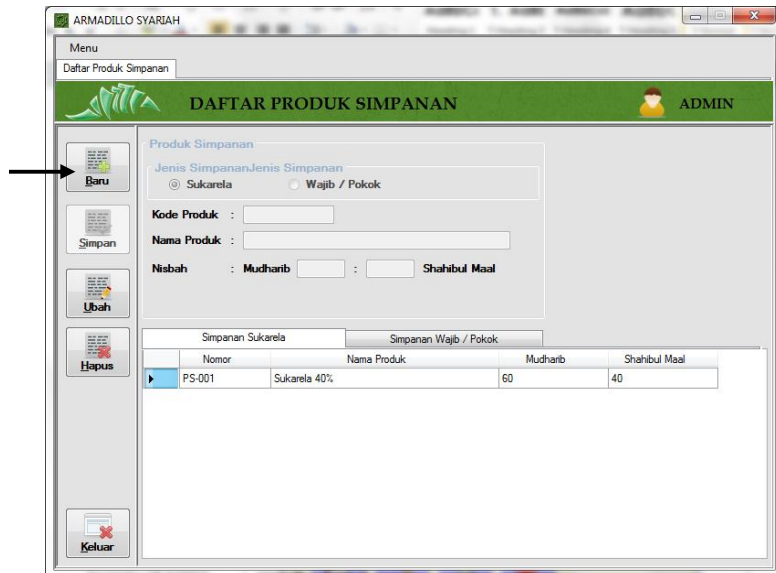 ARMADILLO SYARIAH
Menu
Daftar Produk Simpanan
DAFTAR PRODUK SIMPANAN
ADMIN
Baru
Simpan
Ubah
Hapus
Keluar
Produk Simpanan
Jenis SimpananJenis Simpanan
Sukarela Wajib / Pokok
Kode Produk :
Nama Produk :
Nisbah : Mudharib : Shahibul Maal
Simpanan Sukarela Simpanan Wajib / Pokok
Nomor Nama Produk Mudharib Shahibul Maal
PS-001 Sukarela 40% 60 40